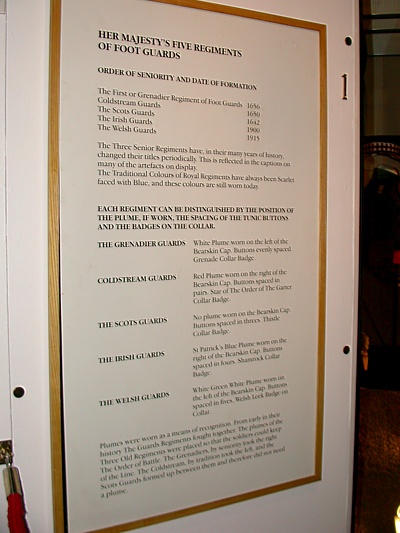 HER MAJESTY'S FIVE REGIMENTS
OF FOOT GUARDS
ORDER OF SENIORITY AND DATE OF FORMATION
The First or Grenadier Regiment of Foot Guards 1656
Coldstream Guards 1650
The Scots Guards 1642
The Irish Guards 1900
The Welsh Guards 1915
The Three Senior Regiments have, in their many years of history,
changed their titles periodically. This is reflected in the captions on
many of the artefacts on display.
The Traditional Colours of Royal Regiments have always been Scarlet
faced with Blue, and these colours are still worn today.
EACH REGIMENT CAN BE DISTINGUISHED BY THE POSITION OF
THE PLUME, IF WORN, THE SPACING OF THE TUNIC BUTTONS
AND THE BADGES ON THE COLLAR.
THE GRENADIER GUARDS White Plume worn on the left of the
Bearskin Cap. Buttons evenly spaced.
Grenade Collar Badge.
COLDSTREAM GUARDS Red Plume worn on the right of the
Bearskin Cap. Buttons spaced in
pairs. Star of The Order of The Garter
Collar Badge.
THE SCOTS GUARDS No plume worn on the Bearskin Cap.
Buttons spaced in threes. Thistle
Collar Badge.
THE IRISH GUARDS St Patrick's Blue Plume worn on the
right of the Bearskin Cap. Buttons
spaced in fours. Shamrock Collar
Badge.
THE WELSH GUARDS White Green White Plume worn on
the left of the Bearskin Cap. Buttons
spaced in fives. Welsh Leek Badge on
Collar.
Plumes were worn as a means of recognition. From early in their
history The Guards Regiments fought together. The plumes of the
Three Old Regiments were placed so that the soldiers could keep
The Order of Battle. The Grenadiers, by seniority took the right
of the Line. The Coldstream, by tradition took the left, and the
Scots Guards formed up between them and therefore did not need
a plume.
1